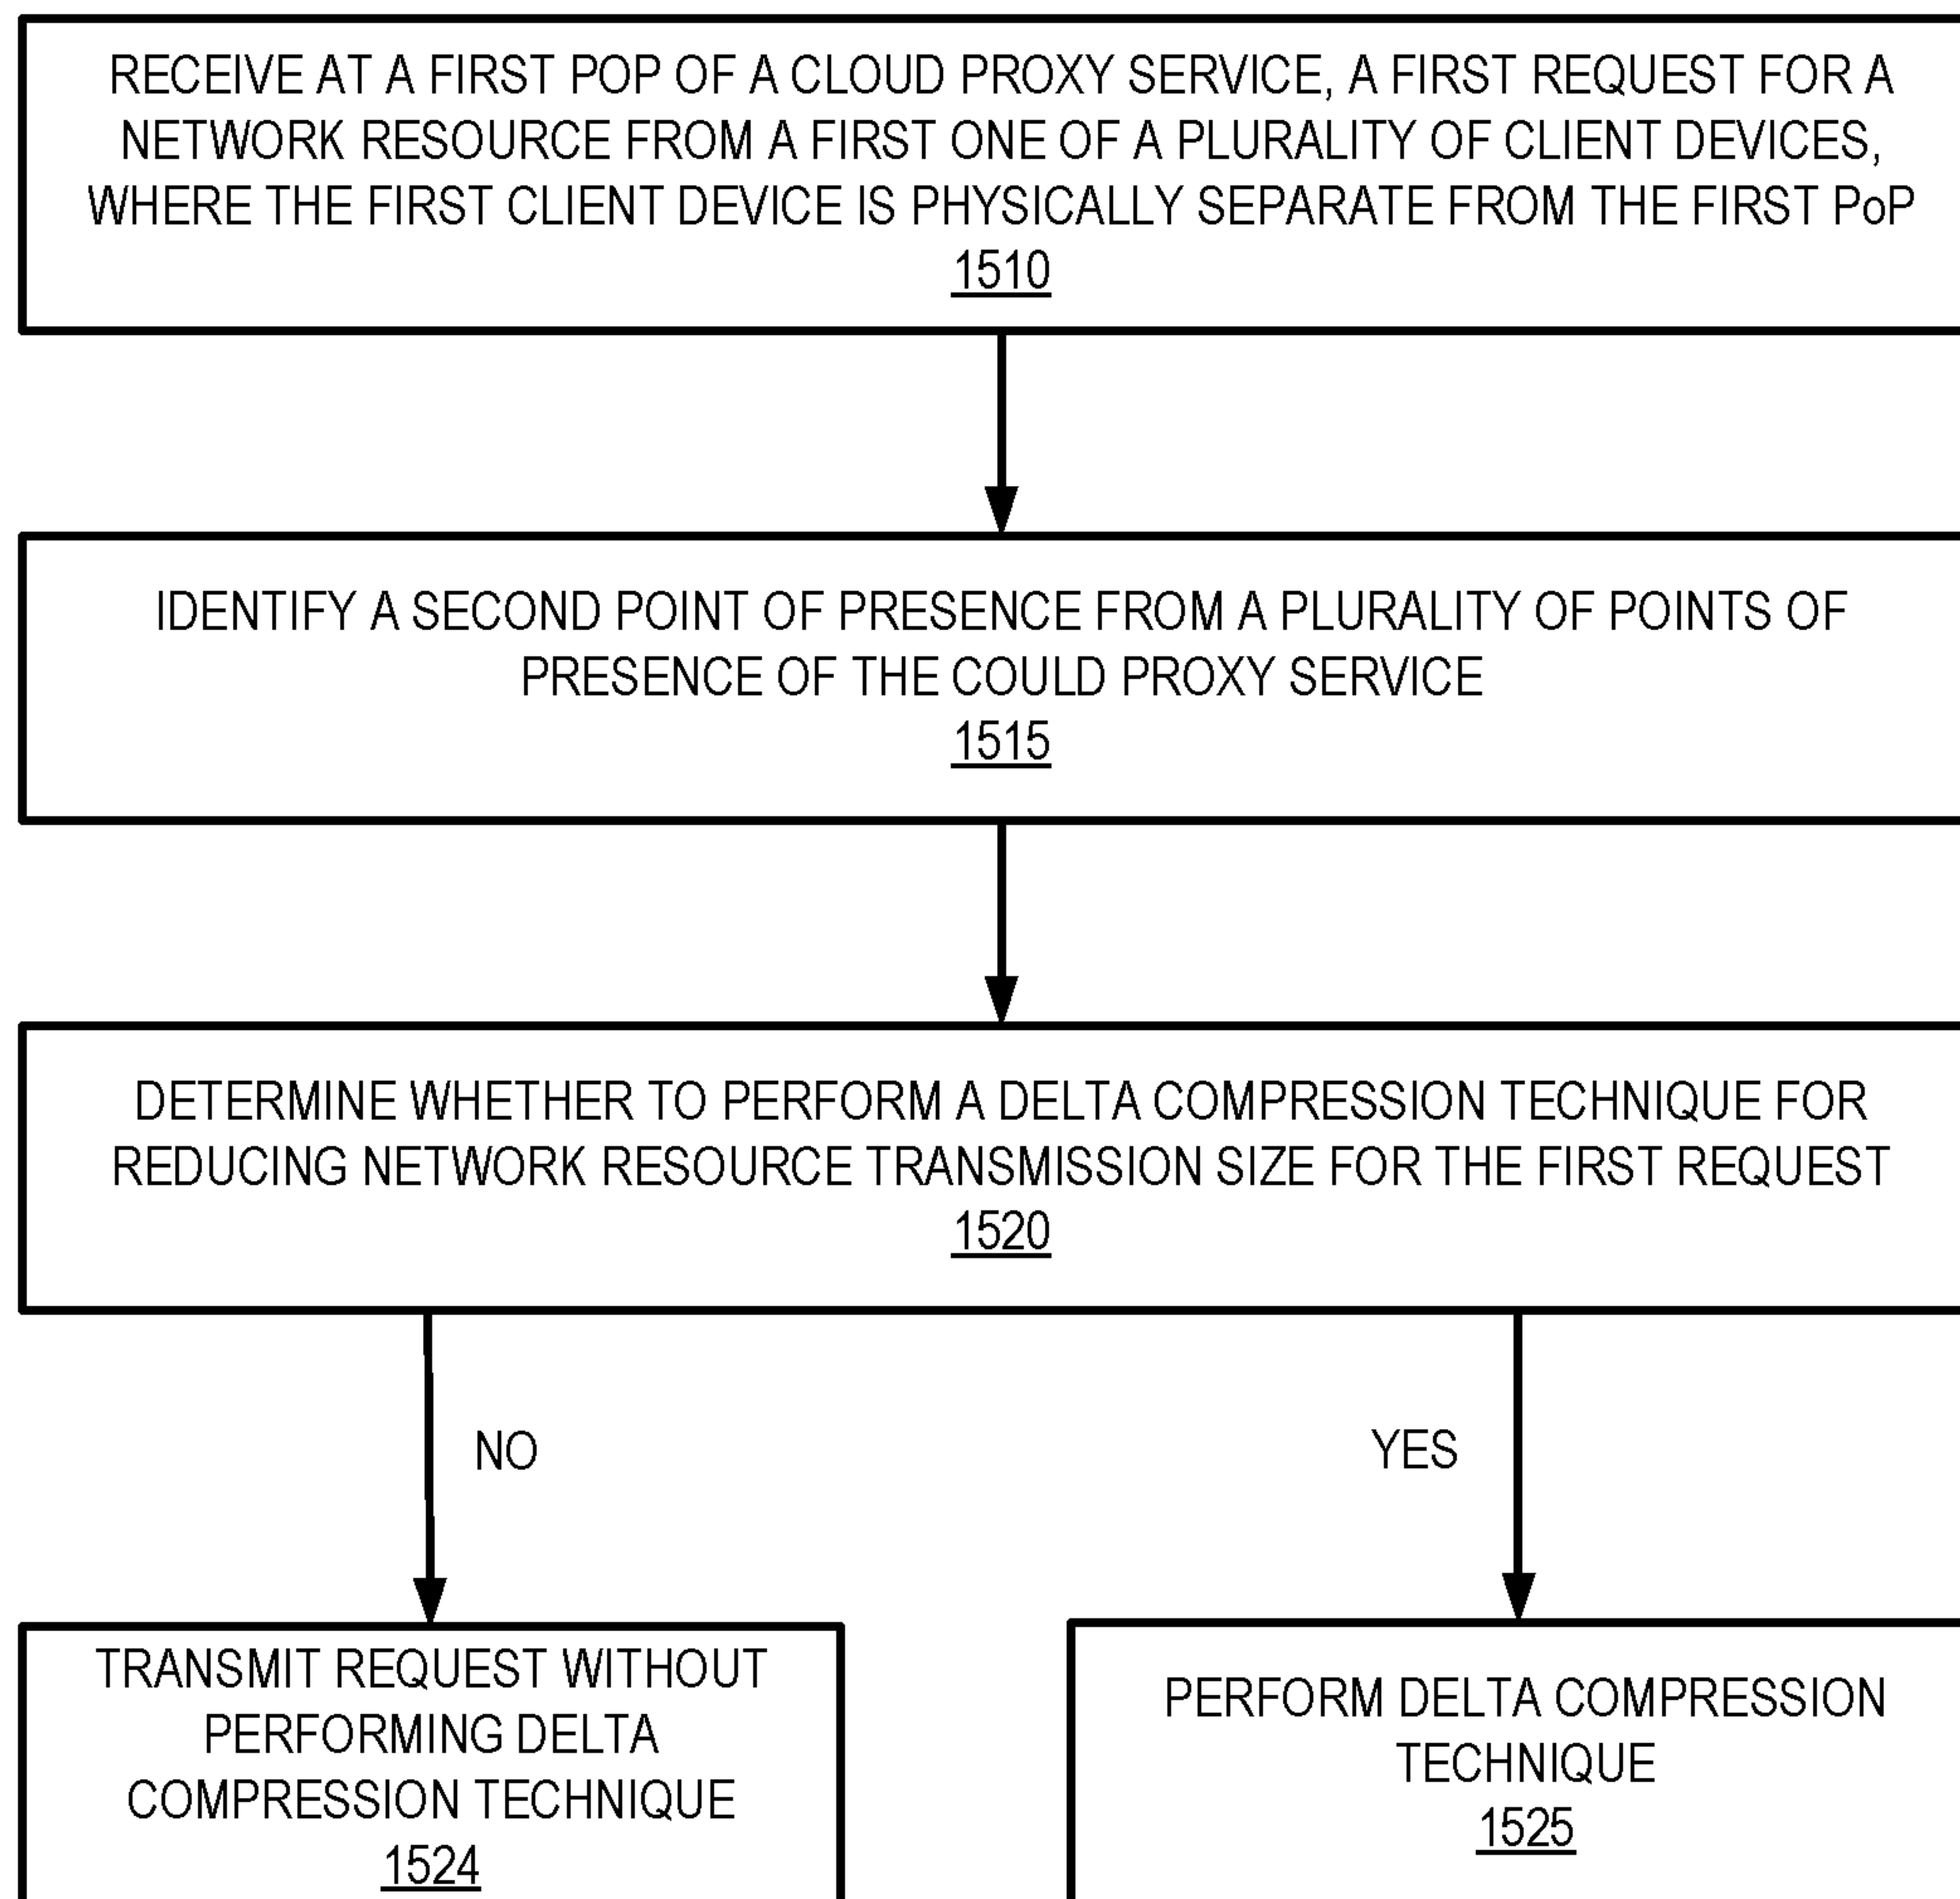 RECEIVE AT A FIRST POP OF A CLOUD PROXY SERVICE, A FIRST REQUEST FOR A
NETWORK RESOURCE FROM A FIRST ONE OF A PLURALITY OF CLIENT DEVICES,
WHERE THE FIRST CLIENT DEVICE IS PHYSICALLY SEPARATE FROM THE FIRST PoP
1510
IDENTIFY A SECOND POINT OF PRESENCE FROM A PLURALITY OF POINTS OF
PRESENCE OF THE COULD PROXY SERVICE
1515
DETERMINE WHETHER TO PERFORM A DELTA COMPRESSION TECHNIQUE FOR
REDUCING NETWORK RESOURCE TRANSMISSION SIZE FOR THE FIRST REQUEST
1520
NO
YES
TRANSMIT REQUEST WITHOUT
PERFORMING DELTA
COMPRESSION TECHNIQUE
1524
PERFORM DELTA COMPRESSION
TECHNIQUE
1525